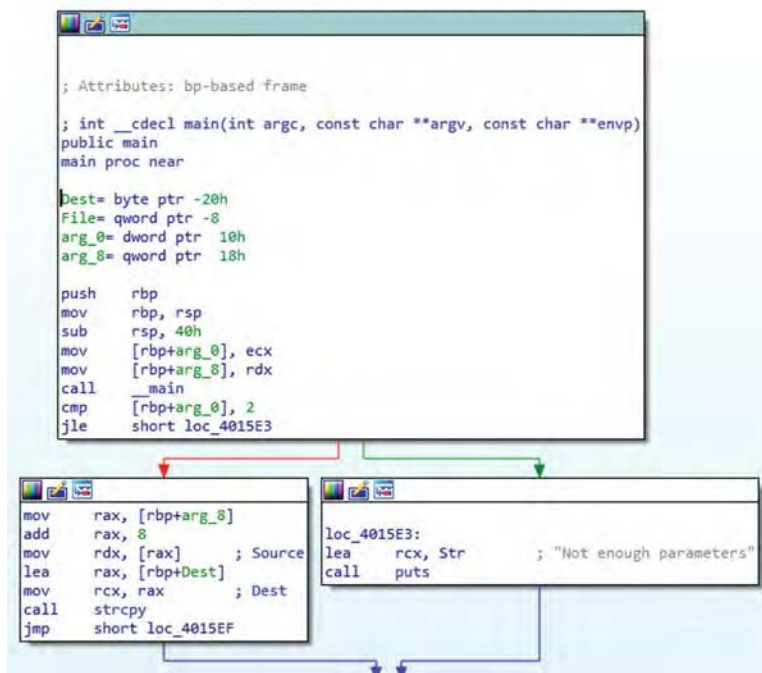 ; Attributes: bp-based frame
; int __cdecl main(int argc, const char **argv, const char **envp)
public main
main proc near
Dest= byte ptr -20h
File= qword ptr -8
arg_0= dword ptr  10h
arg_8= qword ptr  18h
push    rbp
mov     rbp, rsp
sub     rsp, 40h
mov     [rbp+arg_0], ecx
mov     [rbp+arg_8], rdx
call    __main
cmp     [rbp+arg_0], 2
jle     short loc_4015E3
mov     rax, [rbp+arg_8]
add     rax, 8
mov     rdx, [rax]      ; Source
lea     rax, [rbp+Dest]
mov     rcx, rax        ; Dest
call    strcpy
jmp     short loc_4015EF
loc_4015E3:
lea     rcx, Str        ; "Not enough parameters"
call    puts